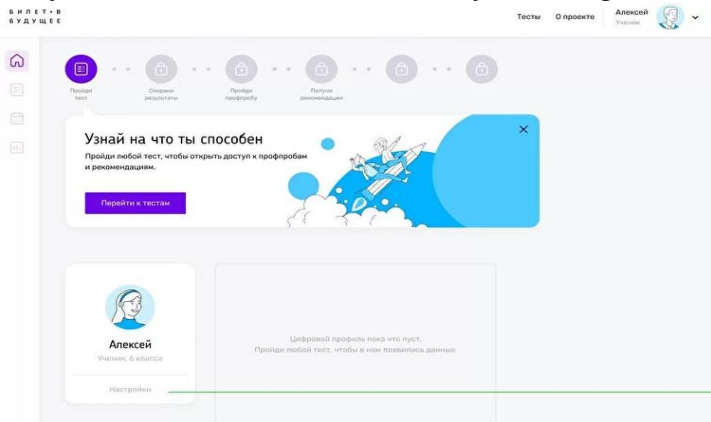 БИЛЕТ•В
БУДУЩЕЕ
Тесты
О проекте
Алексей
Ученик
Пройди
тест
Сохрани
результаты
Пройди
профпробу
Получи
рекомендации
Узнай на что ты способен
Пройди любой тест, чтобы открыть доступ к профпробам
и рекомендациям.
Перейти к тестам
Алексей
Ученик, 6 класса
Настройки
Цифровой профиль пока что пуст.
Пройди любой тест, чтобы в нем появились данные.